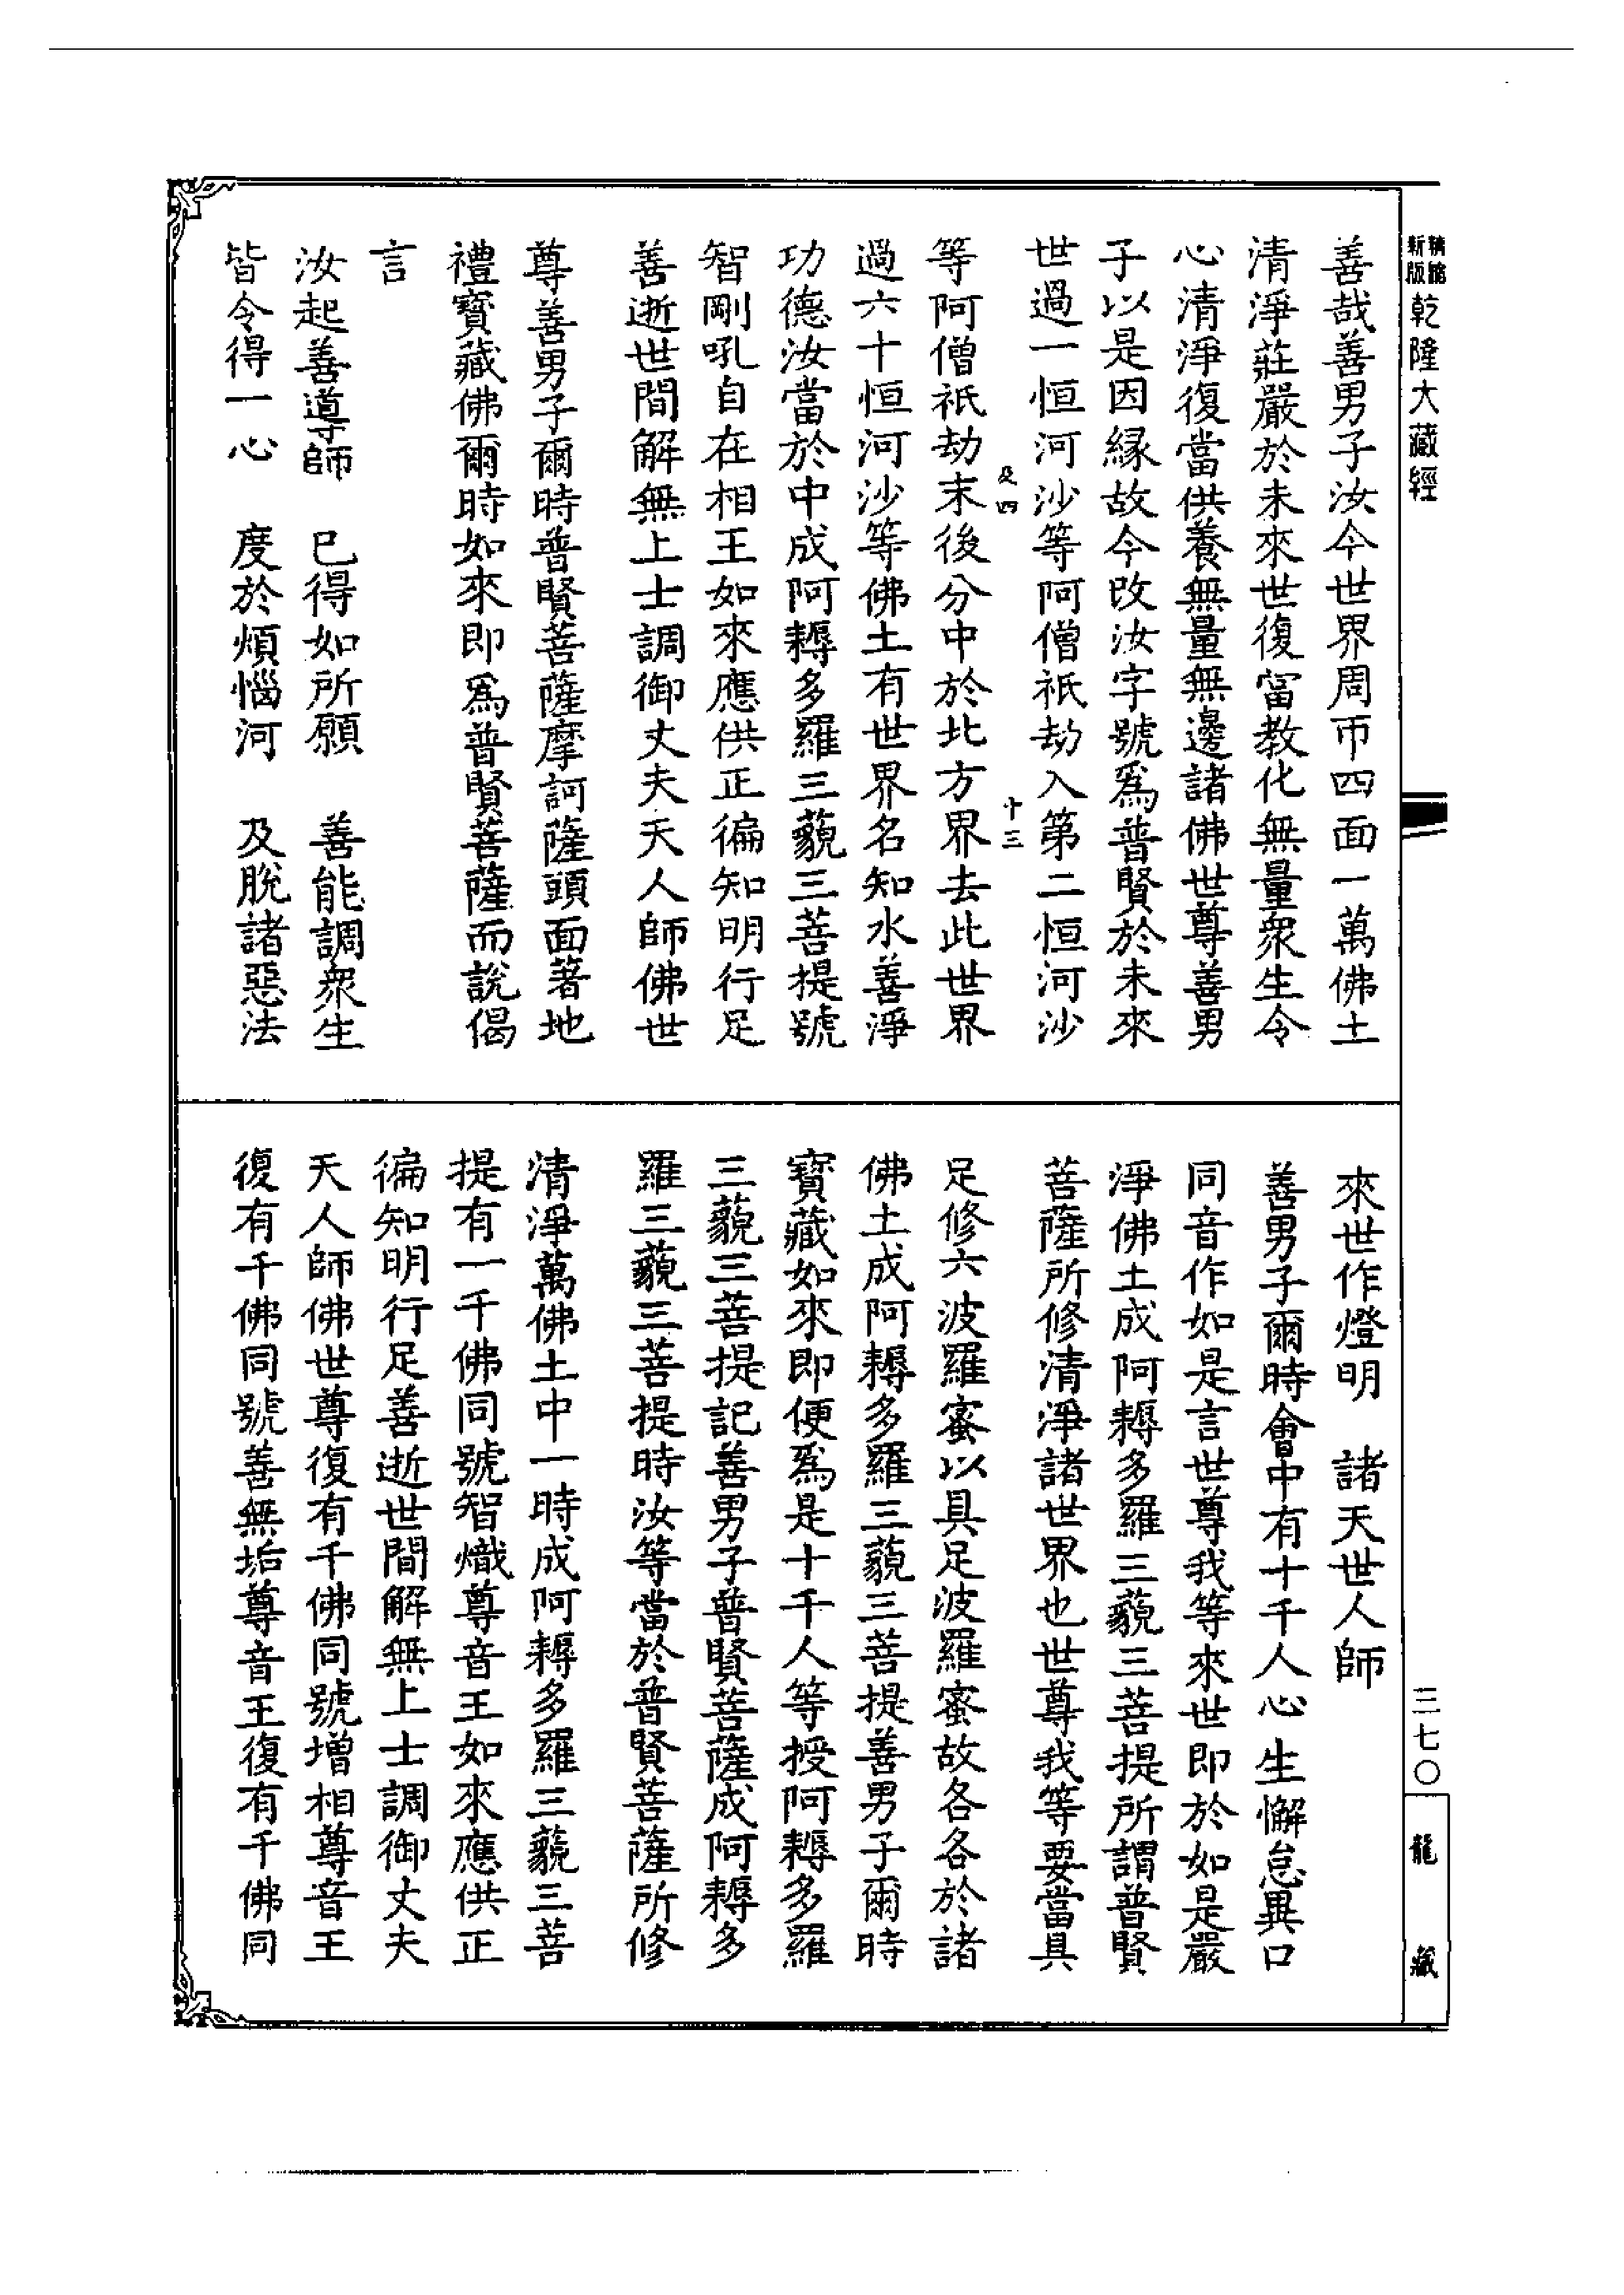 新版精縮乾隆大藏經
善哉善男子汝今世界周帀四面一萬佛土
清淨莊嚴於未來世復當教化無量衆生令
心清淨復當供養無量無邊諸佛世尊善男
子以是因緣故今改汝字號爲普賢於未來
世過一恒河沙等阿僧祇劫入第二恒河沙
及四 十三
等阿僧祇劫末後分中於北方界去此世界
過六十恒河沙等佛土有世界名知水善淨
功德汝當於中成阿耨多羅三藐三菩提號
智剛吼自在相王如來應供正徧知明行足
善逝世間解無上士調御丈夫天人師佛世
尊善男子爾時普賢菩薩摩訶薩頭面著地
禮寶藏佛爾時如來即爲普賢菩薩而說偈
言
汝起善導師 已得如所願 善能調衆生
皆令得一心 度於煩惱河 及脫諸惡法
來世作燈明 諸天世人師
善男子爾時會中有十千人心生懈怠異口
同音作如是言世尊我等來世即於如是嚴
淨佛土成阿耨多羅三藐三菩提所謂普賢
菩薩所修清淨諸世界也世尊我等要當具
足修六波羅蜜以具足波羅蜜故各各於諸
佛土成阿耨多羅三藐三菩提善男子爾時
寶藏如來即便爲是十千人等授阿耨多羅
三藐三菩提記善男子普賢菩薩成阿耨多
羅三藐三菩提時汝等當於普賢菩薩所修
清淨萬佛土中一時成阿耨多羅三藐三菩
提有一千佛同號智熾尊音王如來應供正
徧知明行足善逝世間解無上士調御丈夫
天人師佛世尊復有千佛同號增相尊音王
復有千佛同號善無垢尊音王復有千佛同
三七〇
龍藏